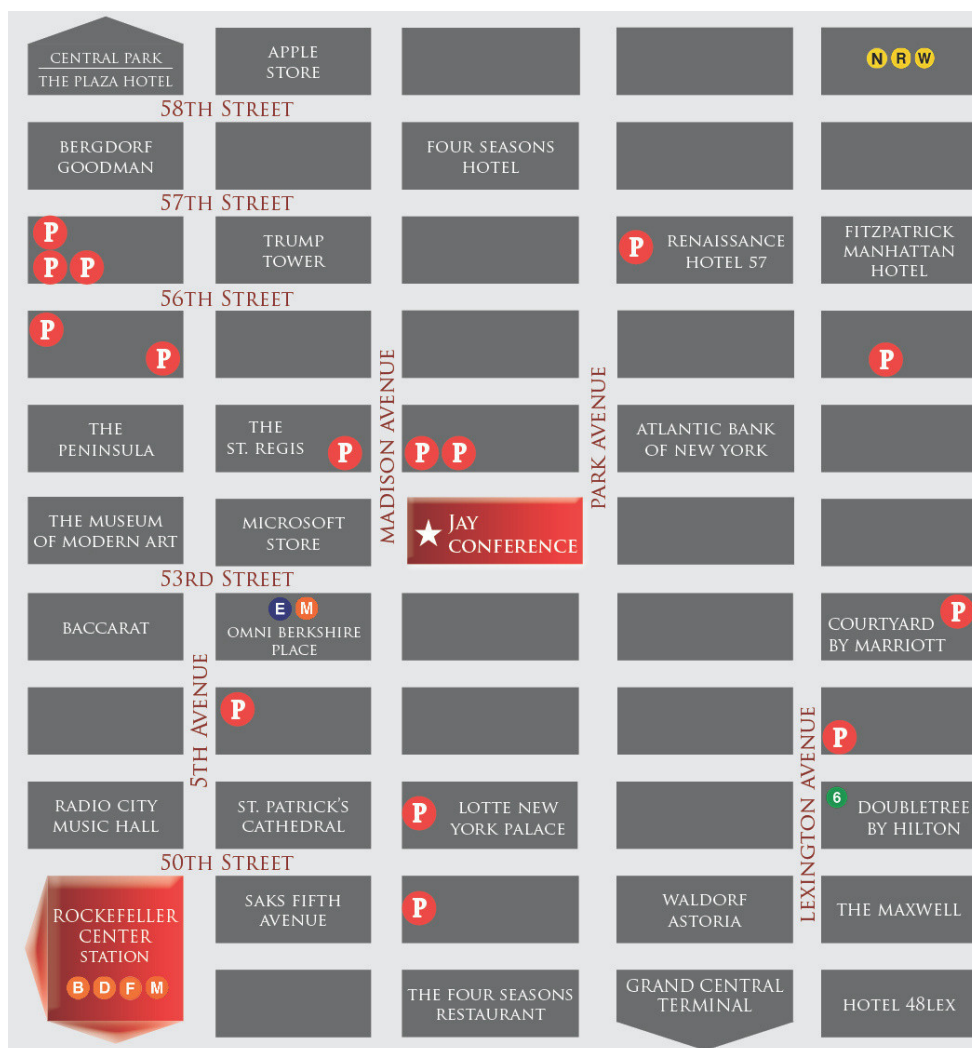 CENTRAL PARK
THE PLAZA HOTEL
APPLE
STORE
N R W
58TH STREET
BERGDORF
GOODMAN
FOUR SEASONS
HOTEL
57TH STREET
P
P P
TRUMP
TOWER
P
RENAISSANCE
HOTEL 57
FITZPATRICK
MANHATTAN
HOTEL
56TH STREET
P
P
P
MADISON AVENUE
PARK AVENUE
THE
PENINSULA
THE
ST. REGIS
P
P P
ATLANTIC BANK
OF NEW YORK
THE MUSEUM
OF MODERN ART
MICROSOFT
STORE
JAY
CONFERENCE
53RD STREET
BACCARAT
E M
OMNI BERKSHIRE
PLACE
COURTYARD
BY MARRIOTT
P
5TH AVENUE
P
P
LEXINGTON AVENUE
RADIO CITY
MUSIC HALL
ST. PATRICK'S
CATHEDRAL
P
LOTTE NEW
YORK PALACE
6
DOUBLETREE
BY HILTON
50TH STREET
ROCKEFELLER
CENTER
STATION
B D F M
SAKS FIFTH
AVENUE
P
WALDORF
ASTORIA
THE MAXWELL
THE FOUR SEASONS
RESTAURANT
GRAND CENTRAL
TERMINAL
HOTEL 48LEX